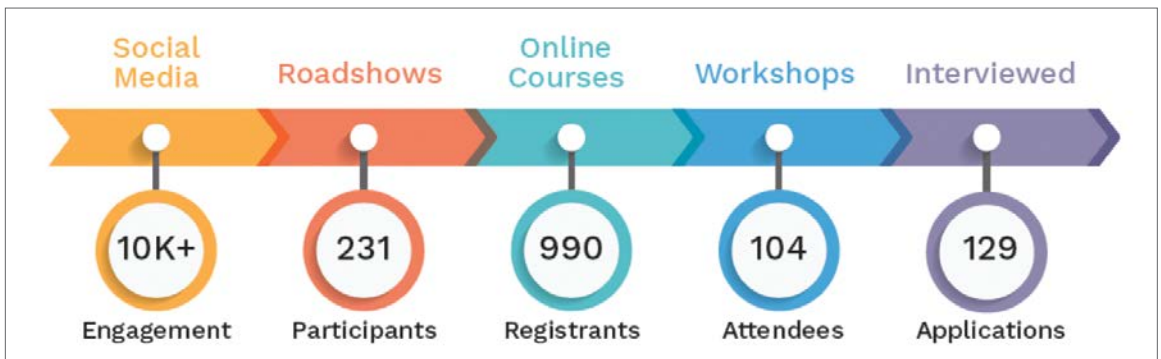 Social
Media
Roadshows
Online
Courses
Workshops
Interviewed
10K+
231
990
104
129
Engagement
Participants
Registrants
Attendees
Applications